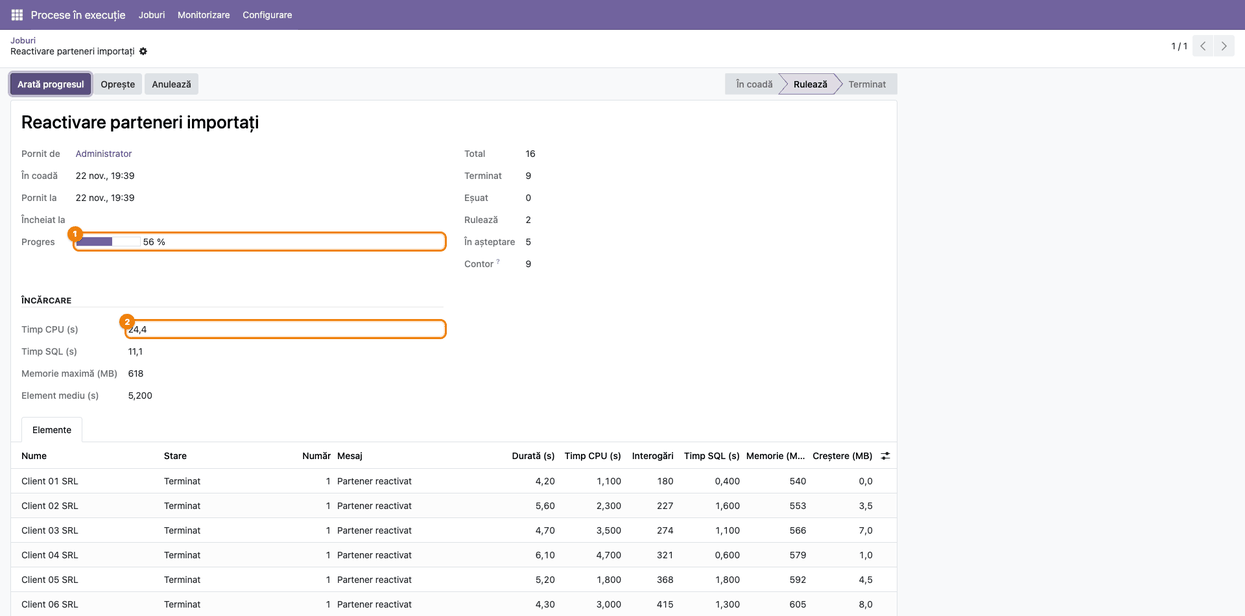 Procese în execuție Joburi Monitorizare Configurare
Joburi
Reactivare parteneri importați
1 / 1
Arată progresul Oprește Anulează
În coadă Rulează Terminat
Reactivare parteneri importați
Pornit de Administrator
În coadă 22 nov., 19:39
Pornit la 22 nov., 19:39
Încheiat la
Progres 1 56 %
Total 16
Terminat 9
Eșuat 0
Rulează 2
În așteptare 5
Contor ? 9
ÎNCĂRCARE
Timp CPU (s) 2 24,4
Timp SQL (s) 11,1
Memorie maximă (MB) 618
Element mediu (s) 5,200
Elemente
Nume Stare Număr Mesaj Durată (s) Timp CPU (s) Interogări Timp SQL (s) Memorie (M... Creștere (MB)
Client 01 SRL Terminat 1 Partener reactivat 4,20 1,100 180 0,400 540 0,0
Client 02 SRL Terminat 1 Partener reactivat 5,60 2,300 227 1,600 553 3,5
Client 03 SRL Terminat 1 Partener reactivat 4,70 3,500 274 1,100 566 7,0
Client 04 SRL Terminat 1 Partener reactivat 6,10 4,700 321 0,600 579 1,0
Client 05 SRL Terminat 1 Partener reactivat 5,20 1,800 368 1,800 592 4,5
Client 06 SRL Terminat 1 Partener reactivat 4,30 3,000 415 1,300 605 8,0